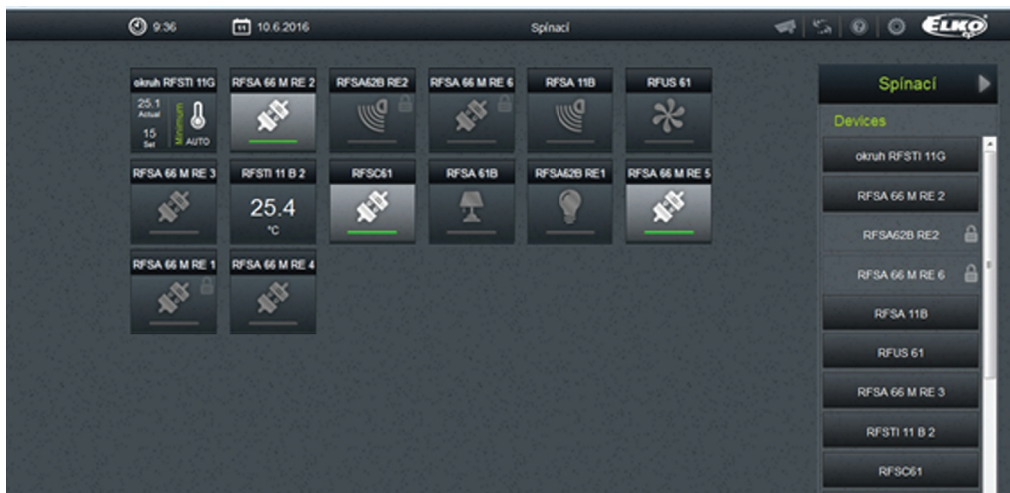 9:36
10.6.2016
Spínací
ELKO
ep
okruh RFSTI 11G
RFSA 66 M RE 2
RFSA62B RE2
RFSA 66 M RE 6
RFSA 11B
RFUS 61
25.1
Actual
15
Set
Minimum
AUTO
RFSA 66 M RE 3
RFSTI 11 B 2
RFSC61
RFSA 61B
RFSA62B RE1
RFSA 66 M RE 5
25.4
°C
RFSA 66 M RE 1
RFSA 66 M RE 4
Spínací
Devices
okruh RFSTI 11G
RFSA 66 M RE 2
RFSA62B RE2
RFSA 66 M RE 6
RFSA 11B
RFUS 61
RFSA 66 M RE 3
RFSTI 11 B 2
RFSC61